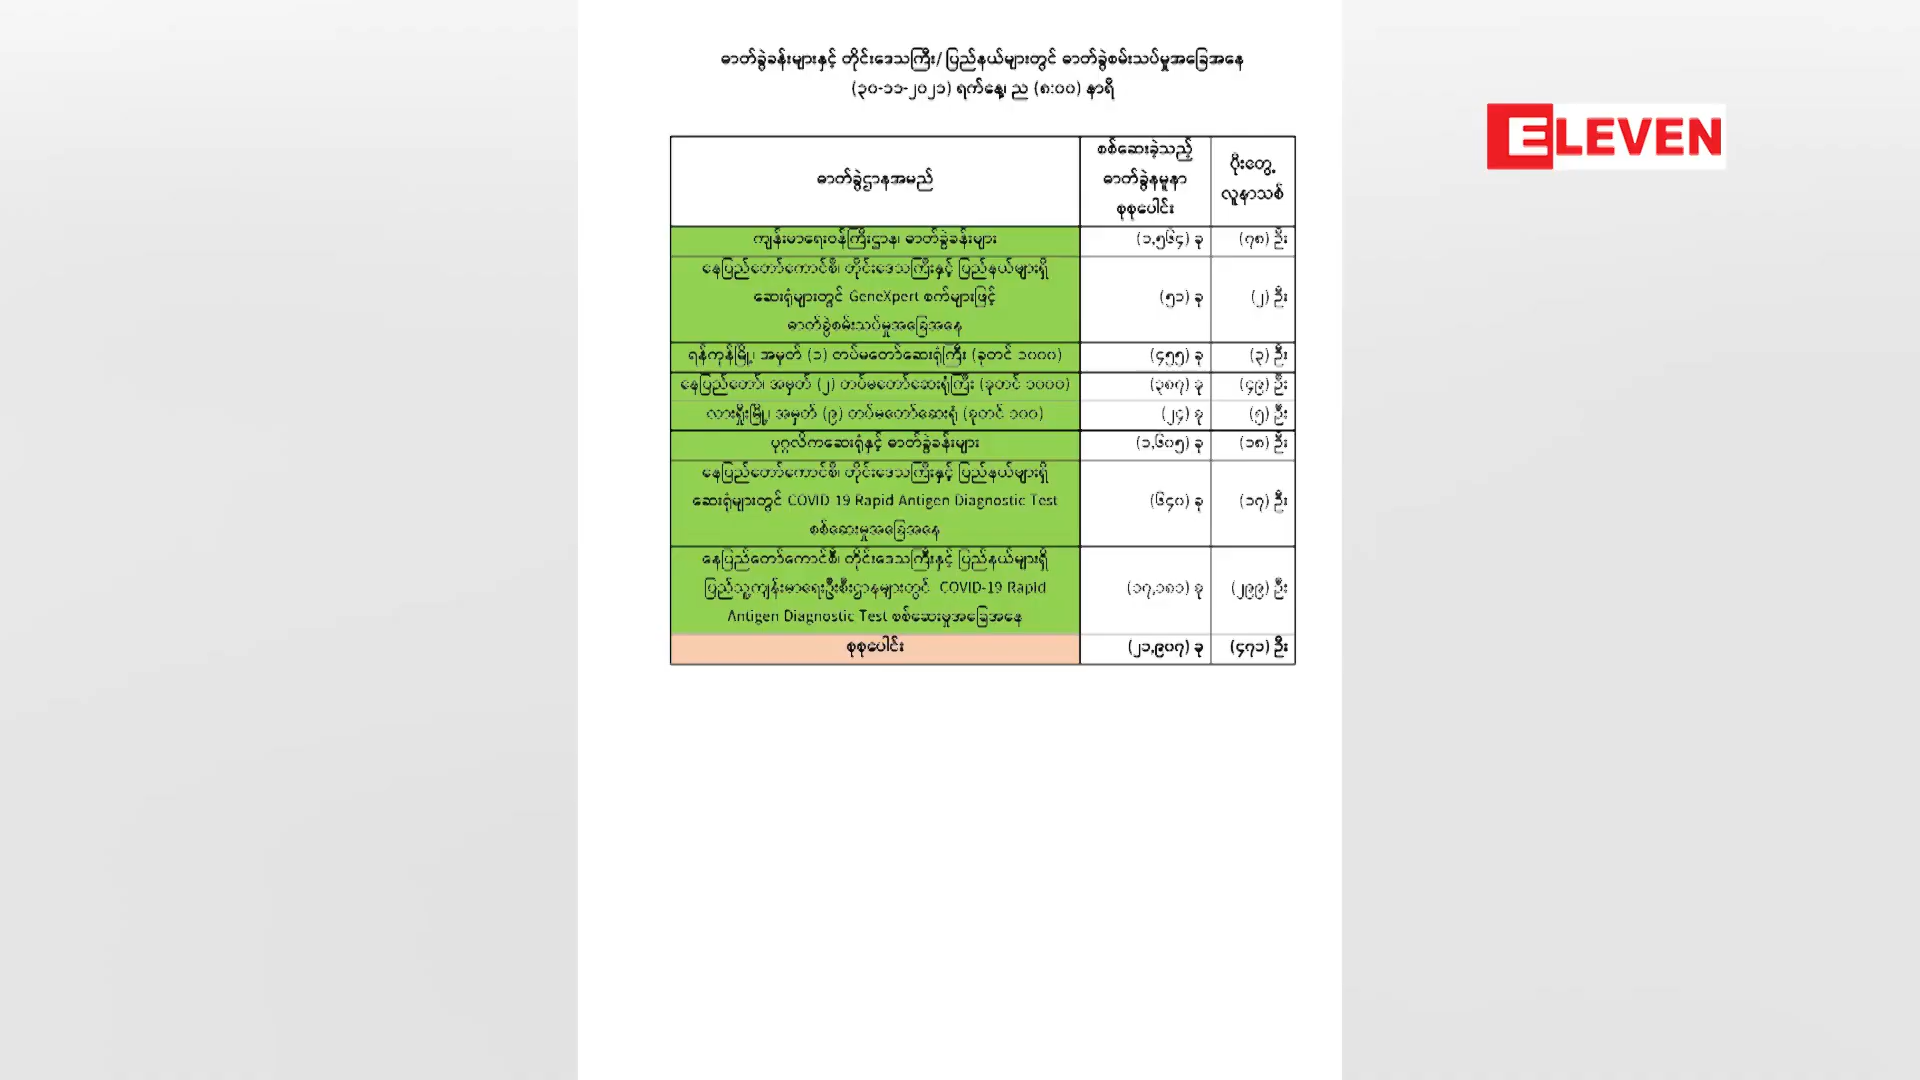 ဓာတ်ခွဲခန်းများနှင့် တိုင်းဒေသကြီး/ ပြည်နယ်များတွင် ဓာတ်ခွဲစမ်းသပ်မှုအခြေအနေ
(၃၀-၁၁-၂၀၂၁) ရက်နေ့၊ ည (၈:၀၀) နာရီ
ELEVEN
ဓာတ်ခွဲဌာနအမည်
စစ်ဆေးခဲ့သည့်
ဓာတ်ခွဲနမူနာ
စုစုပေါင်း
ပိုးတွေ့
လူနာသစ်
ကျန်းမာရေးဝန်ကြီးဌာန၊ ဓာတ်ခွဲခန်းများ (၁,၅၆၄) ခု (၇၈) ဦး
နေပြည်တော်ကောင်စီ၊ တိုင်းဒေသကြီးနှင့် ပြည်နယ်များရှိ
ဆေးရုံများတွင် GeneXpert စက်များဖြင့် (၅၁) ခု (၂) ဦး
ဓာတ်ခွဲစမ်းသပ်မှုအခြေအနေ
ရန်ကုန်မြို့၊ အမှတ် (၁) တပ်မတော်ဆေးရုံကြီး (ခုတင် ၁၀၀၀) (၄၅၅) ခု (၃) ဦး
နေပြည်တော်၊ အမှတ် (၂) တပ်မတော်ဆေးရုံကြီး (ခုတင် ၁၀၀၀) (၃၈၇) ခု (၄၉) ဦး
လားရှိုးမြို့၊ အမှတ် (၉) တပ်မတော်ဆေးရုံ (ခုတင် ၁၀၀) (၂၄) ခု (၅) ဦး
ပုဂ္ဂလိကဆေးရုံနှင့် ဓာတ်ခွဲခန်းများ (၁,၆၀၅) ခု (၁၈) ဦး
နေပြည်တော်ကောင်စီ၊ တိုင်းဒေသကြီးနှင့် ပြည်နယ်များရှိ
ဆေးရုံများတွင် COVID 19 Rapid Antigen Diagnostic Test (၆၄၀) ခု (၁၇) ဦး
စစ်ဆေးမှုအခြေအနေ
နေပြည်တော်ကောင်စီ၊ တိုင်းဒေသကြီးနှင့် ပြည်နယ်များရှိ
ပြည်သူ့ကျန်းမာရေးဦးစီးဌာနများတွင် COVID-19 Rapid (၁၇,၁၈၁) ခု (၂၉၉) ဦး
Antigen Diagnostic Test စစ်ဆေးမှုအခြေအနေ
စုစုပေါင်း (၂၁,၉၀၇) ခု (၄၇၁) ဦး